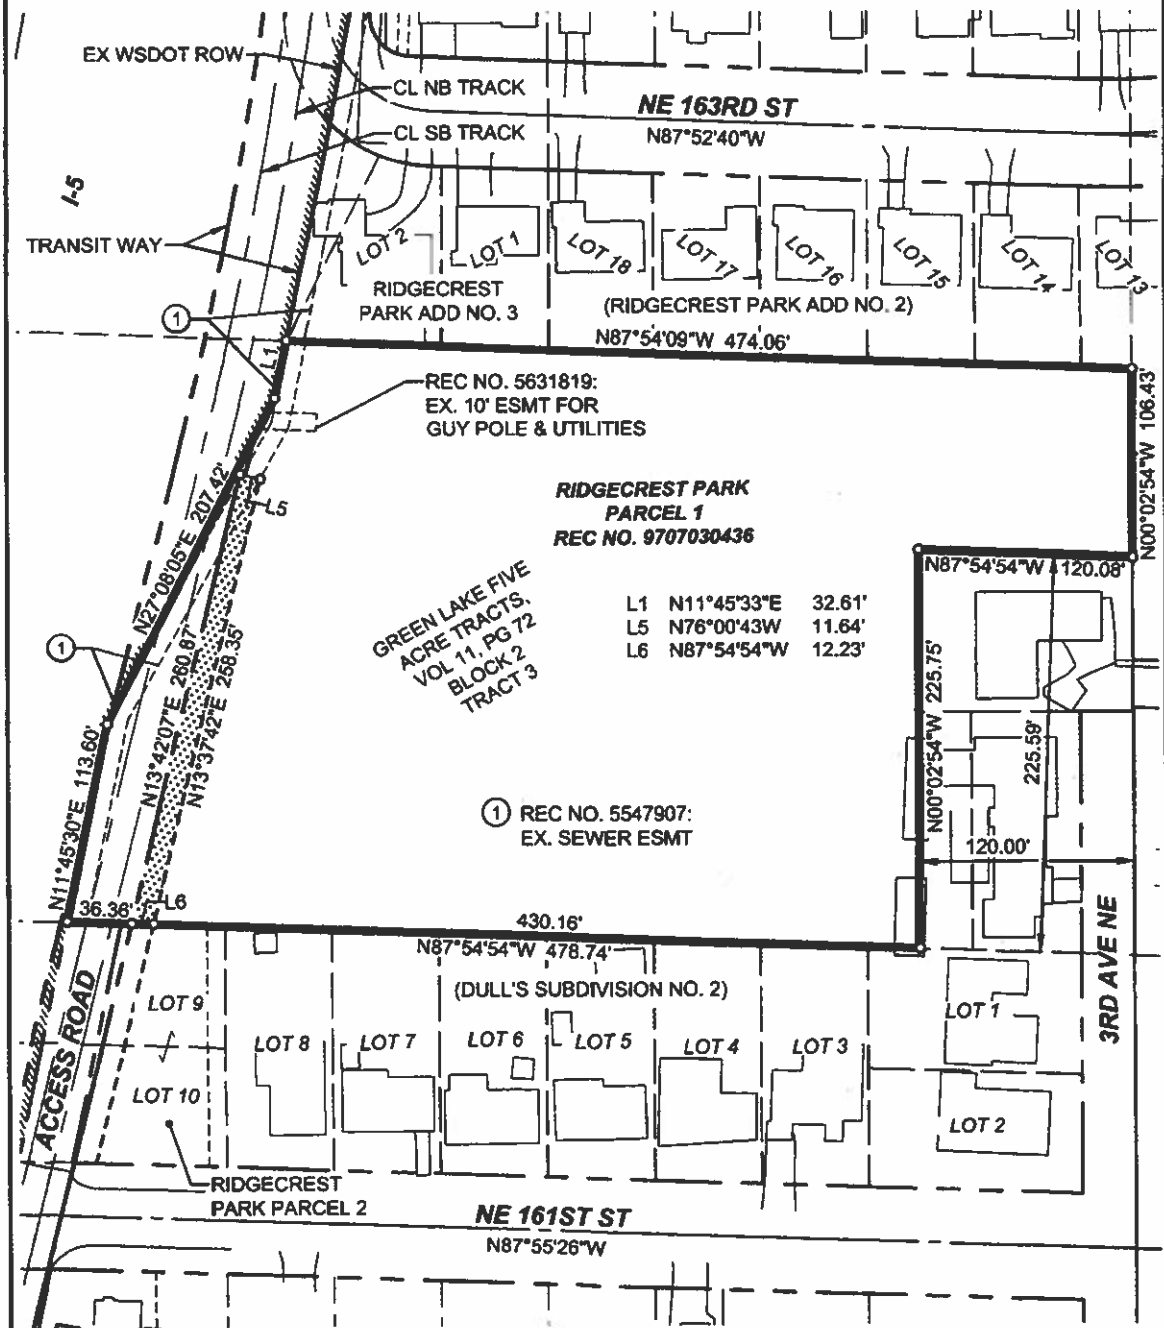 EX WSDOT ROW
CL NB TRACK
CL SB TRACK
NE 163RD ST
N87°52'40"W
I-5
TRANSIT WAY
LOT 2
LOT 1
LOT 18
LOT 17
LOT 16
LOT 15
LOT 14
LOT 13
RIDGECREST
PARK ADD NO. 3
(RIDGECREST PARK ADD NO. 2)
1
N87°54'09"W 474.06'
L1
REC NO. 5631819:
EX. 10' ESMT FOR
GUY POLE & UTILITIES
N00°02'54"W 106.43'
N27°08'05"E 207.42'
L5
RIDGECREST PARK
PARCEL 1
REC NO. 9707030436
N87°54'54"W 120.08'
GREEN LAKE FIVE
ACRE TRACTS,
VOL 11, PG 72
BLOCK 2
TRACT 3
L1 N11°45'33"E 32.61'
L5 N76°00'43W 11.64'
L6 N87°54'54"W 12.23'
1
N13°42'07"E 260.87'
N13°37'42"E 258.35'
N00°02'54"W 225.75'
225.59'
N11°45'30"E 113.60'
1 REC NO. 5547907:
EX. SEWER ESMT
120.00'
36.36'
L6
430.16'
N87°54'54"W 478.74'
(DULL'S SUBDIVISION NO. 2)
3RD AVE NE
ACCESS ROAD
LOT 9
LOT 10
LOT 8
LOT 7
LOT 6
LOT 5
LOT 4
LOT 3
LOT 1
LOT 2
RIDGECREST
PARK PARCEL 2
NE 161ST ST
N87°55'26"W